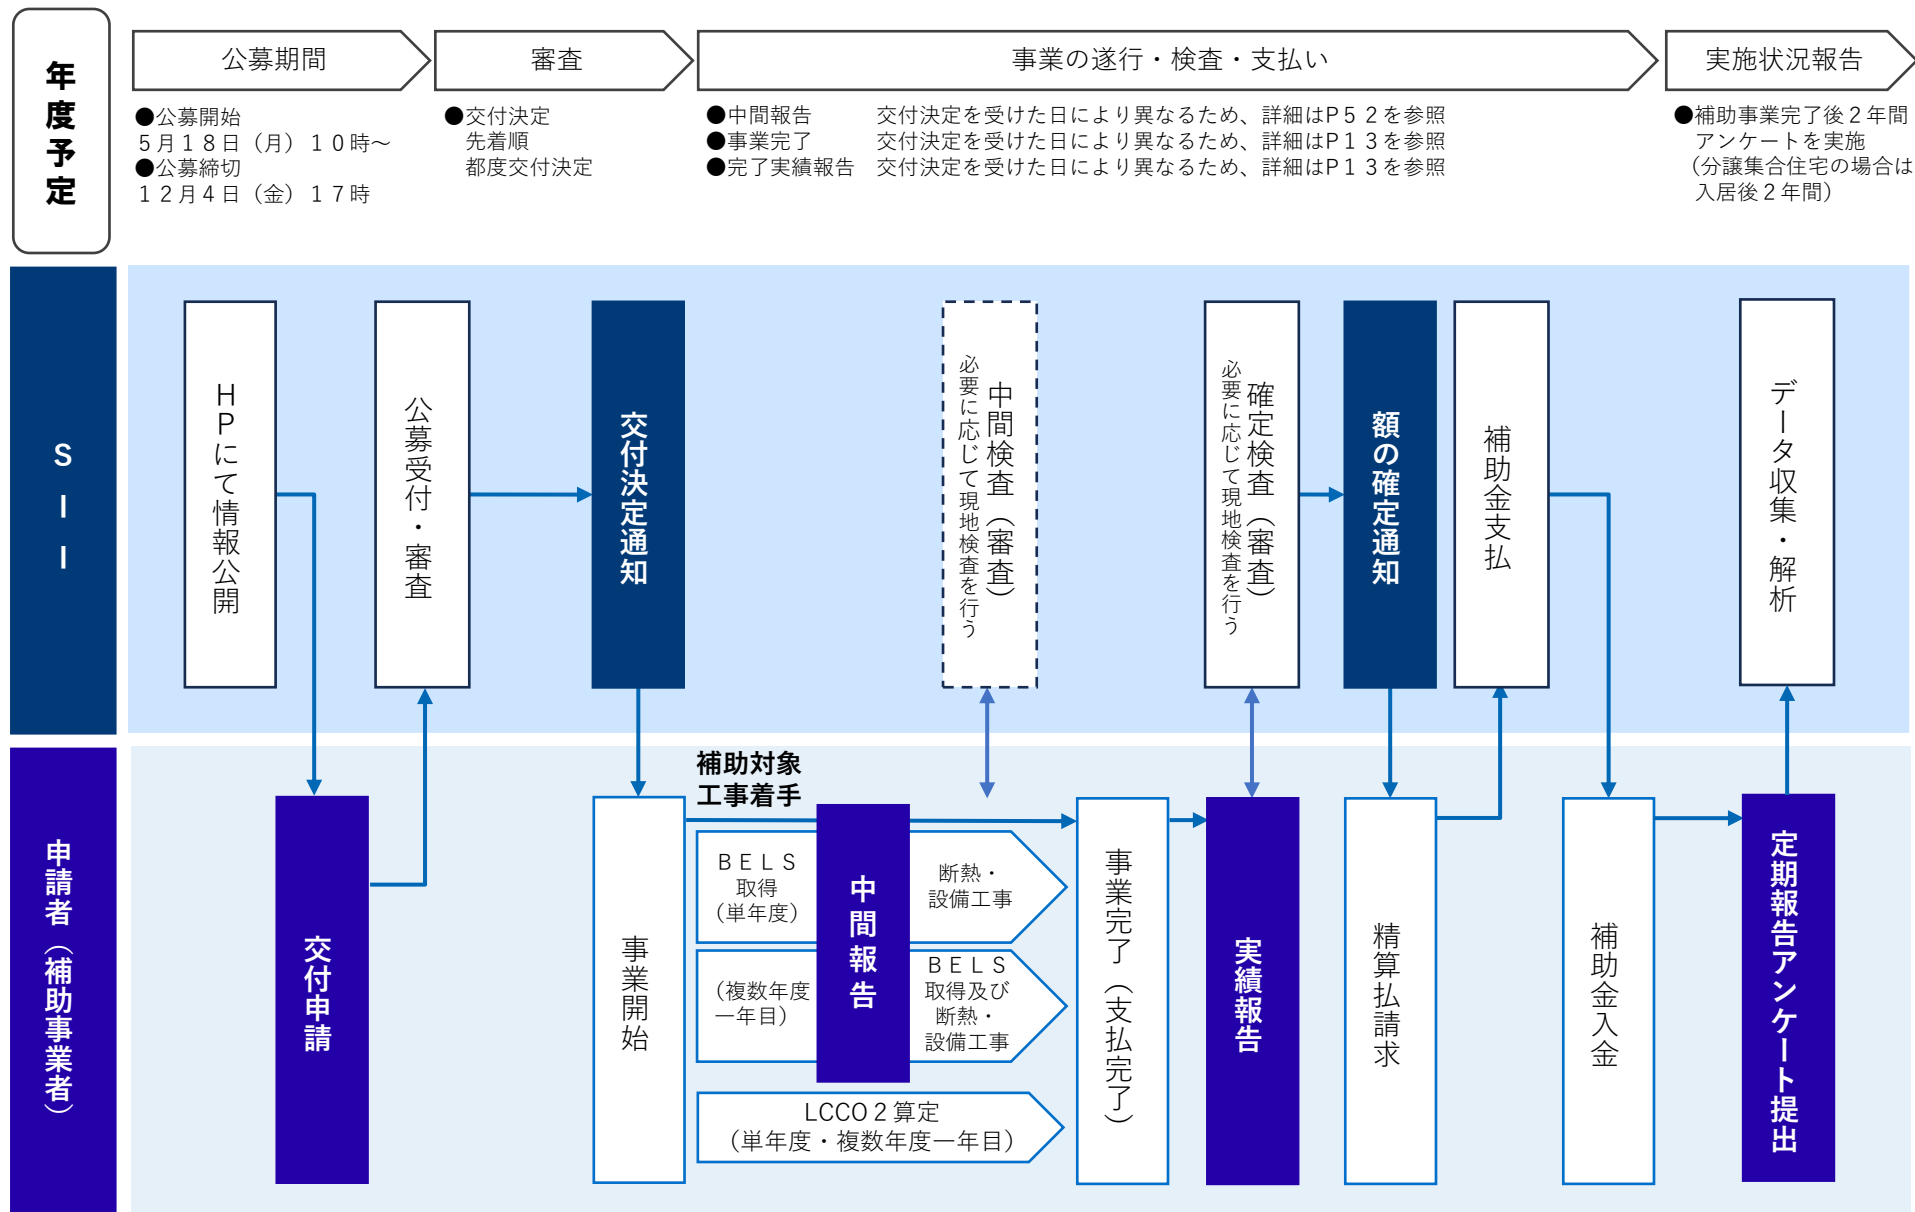 年度予定
公募期間
審査
事業の遂行・検査・支払い
実施状況報告
●公募開始
５月１８日（月）１０時～
●公募締切
１２月４日（金）１７時
●交付決定
先着順
都度交付決定
●中間報告　交付決定を受けた日により異なるため、詳細はP５２を参照
●事業完了　交付決定を受けた日により異なるため、詳細はP１３を参照
●完了実績報告　交付決定を受けた日により異なるため、詳細はP１３を参照
●補助事業完了後２年間
アンケートを実施
（分譲集合住宅の場合は
入居後２年間）
ＳＩＩ
ＨＰにて情報公開
公募受付・審査
交付決定通知
中間検査（審査）
必要に応じて現地検査を行う
確定検査（審査）
必要に応じて現地検査を行う
額の確定通知
補助金支払
データ収集・解析
申請者（補助事業者）
交付申請
事業開始
補助対象
工事着手
ＢＥＬＳ
取得
（単年度）
中間報告
断熱・
設備工事
（複数年度
一年目）
ＢＥＬＳ
取得及び
断熱・
設備工事
LCCO２算定
（単年度・複数年度一年目）
事業完了（支払完了）
実績報告
精算払請求
補助金入金
定期報告アンケート提出